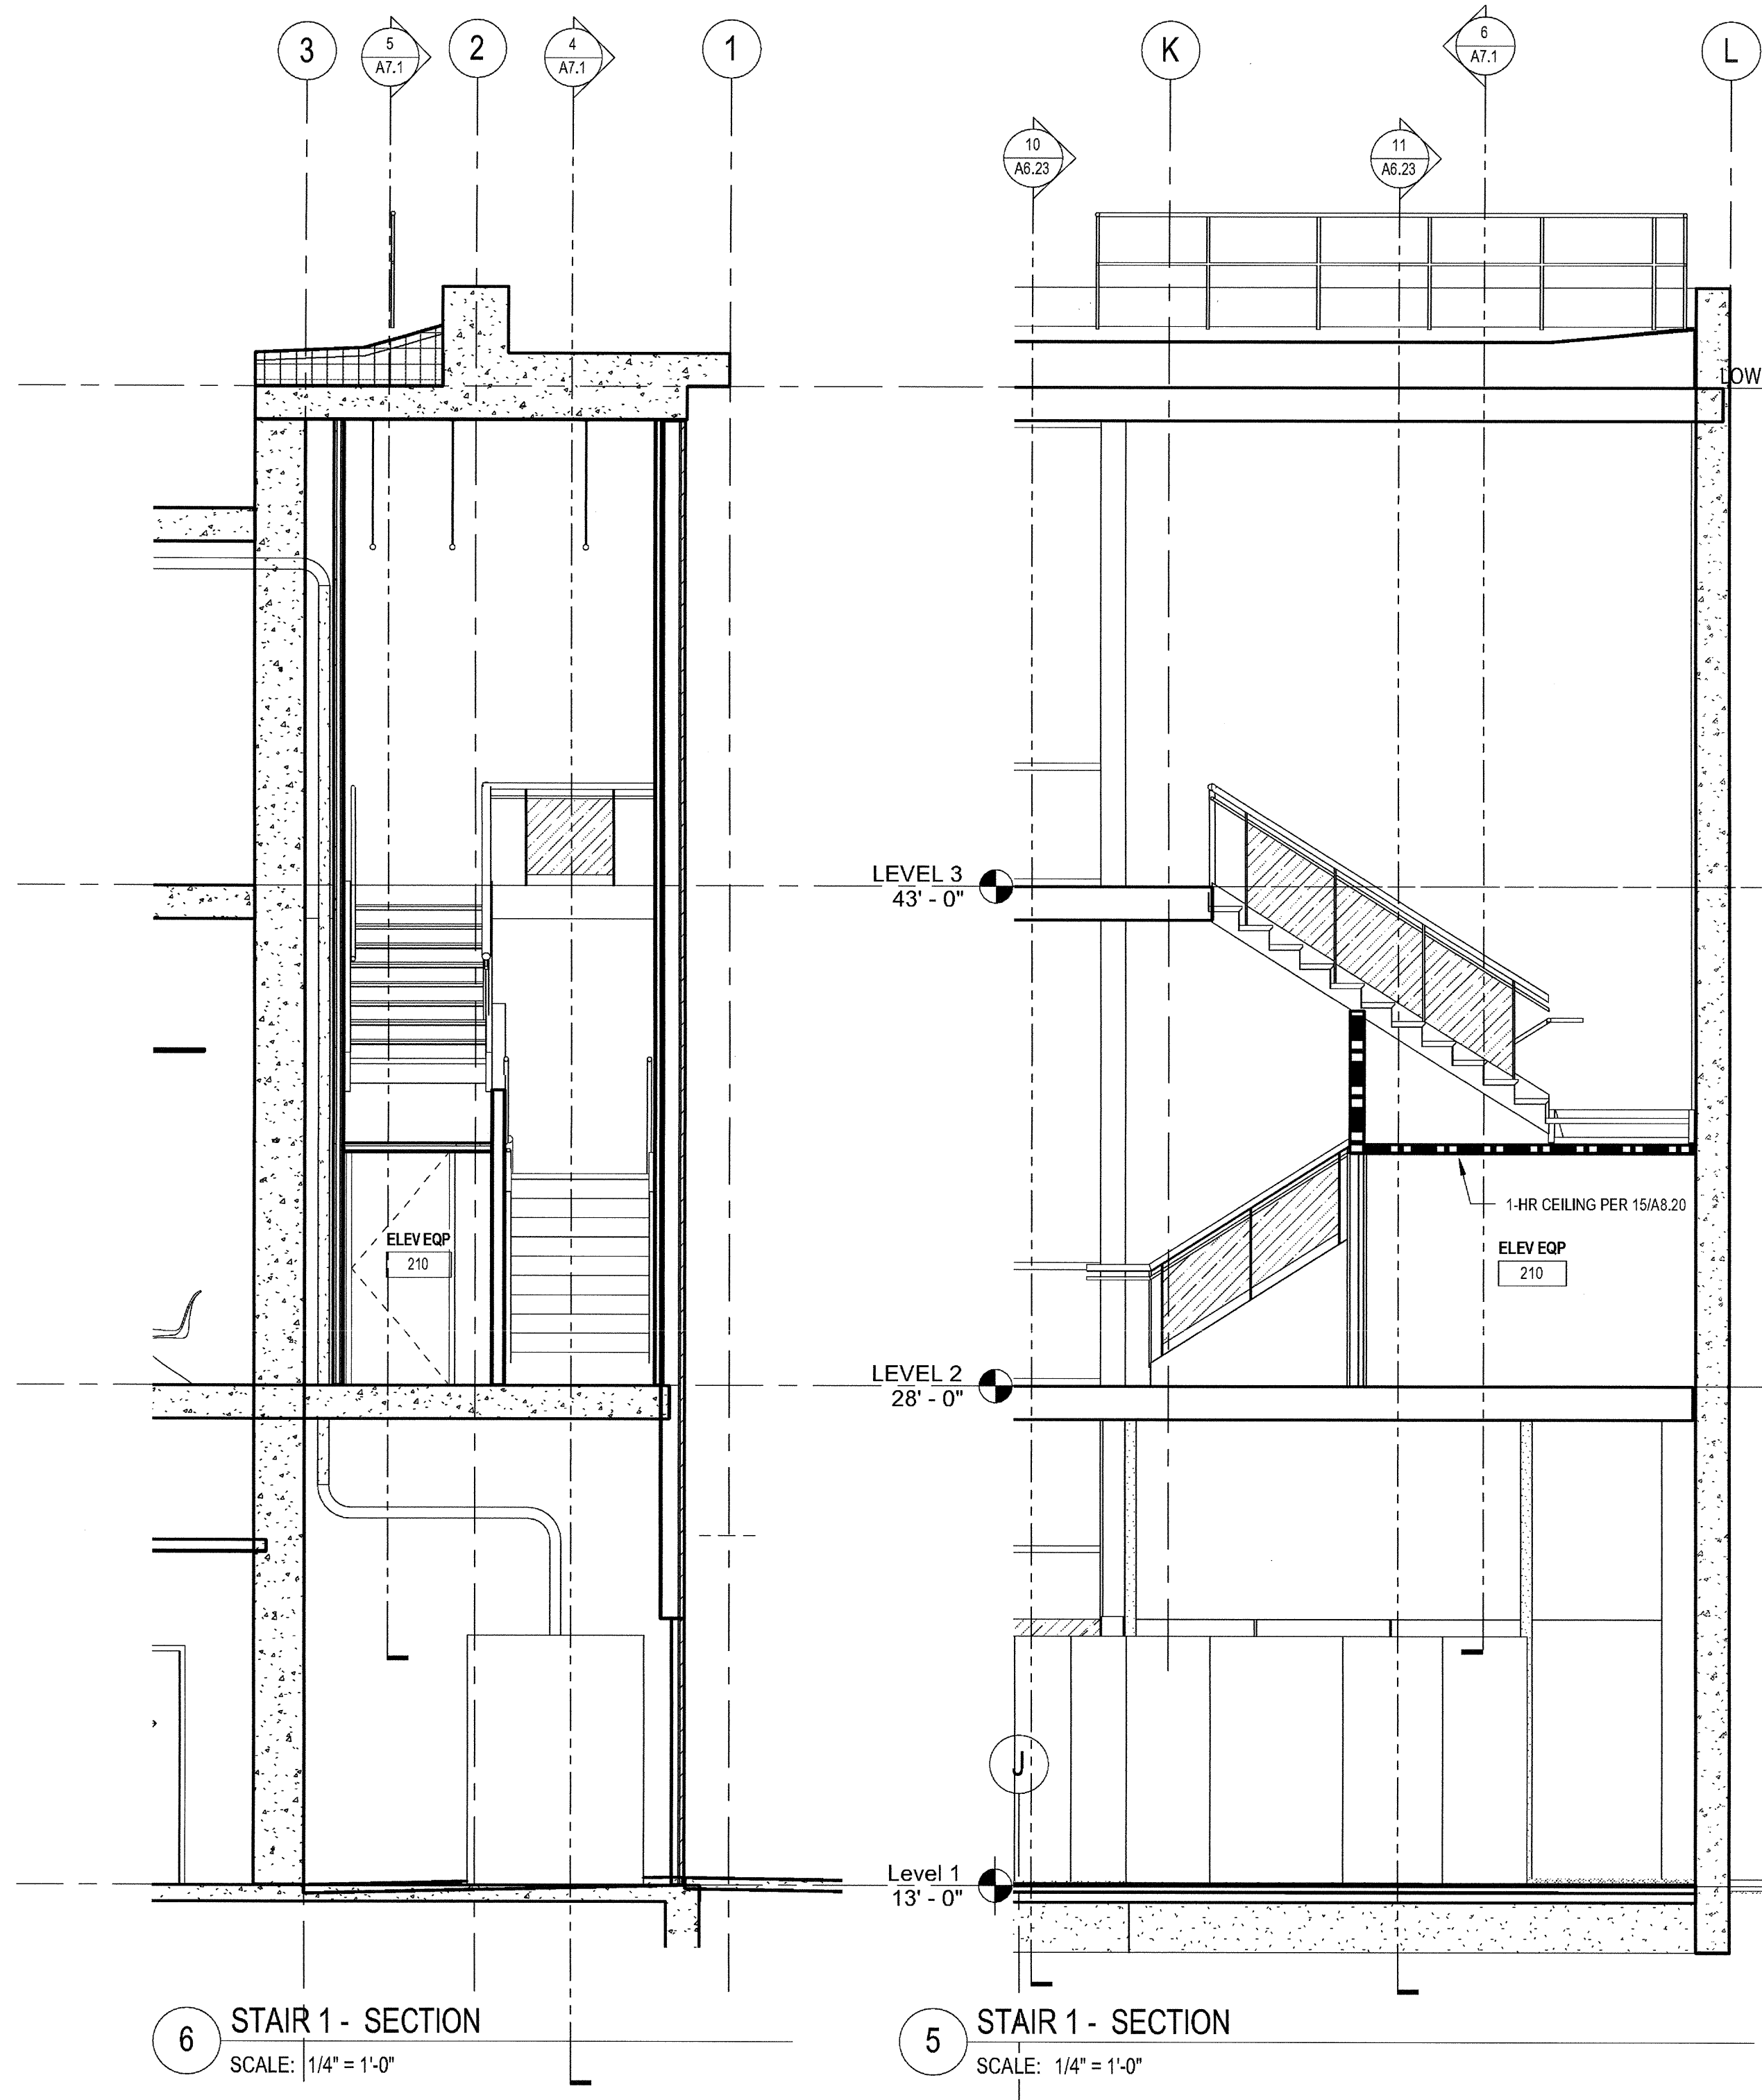 3
5
A7.1
2
4
A7.1
1
K
6
A7.1
L
10
A6.23
11
A6.23
LOW
LEVEL 3
43' - 0"
1-HR CEILING PER 15/A8.20
ELEV EQP
210
ELEV EQP
210
LEVEL 2
28' - 0"
J
Level 1
13' - 0"
6
STAIR 1 - SECTION
SCALE: 1/4" = 1'-0"
5
STAIR 1 - SECTION
SCALE: 1/4" = 1'-0"